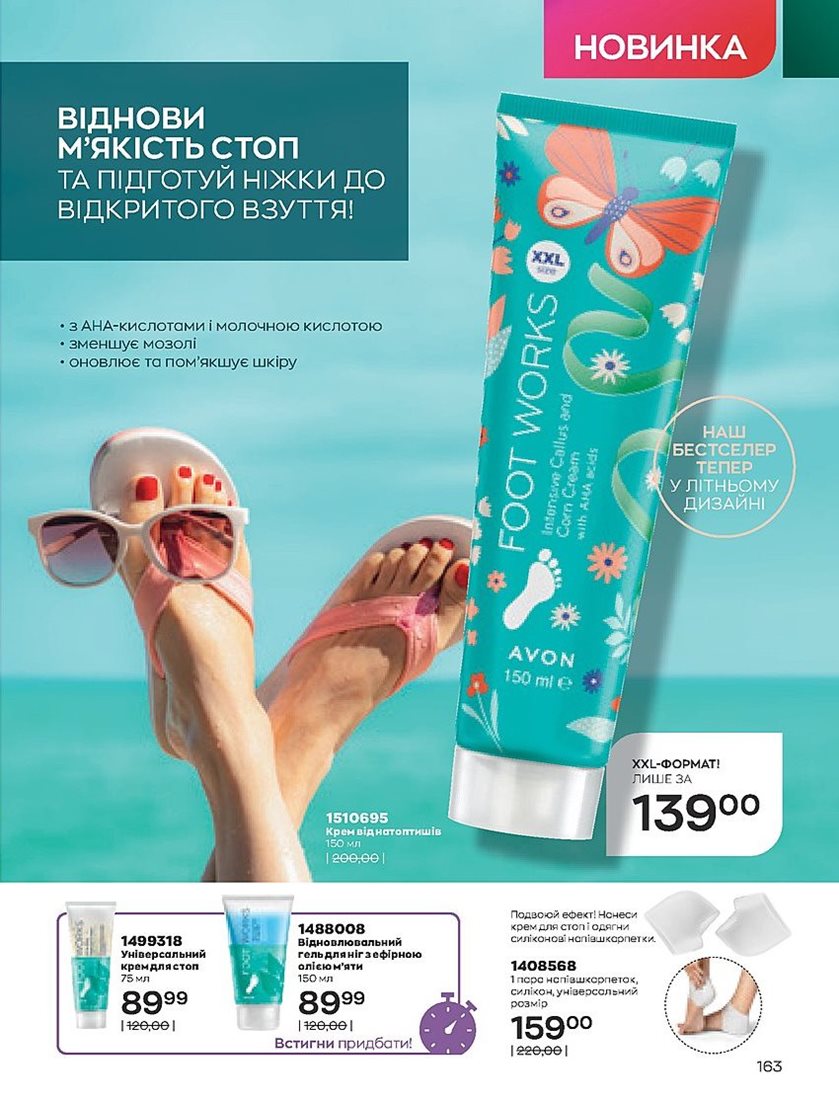 НОВИНКА
ВІДНОВИ
М'ЯКІСТЬ СТОП
ТА ПІДГОТУЙ НІЖКИ ДО
ВІДКРИТОГО ВЗУТТЯ!
• з АНА-кислотами і молочною кислотою
• зменшує мозолі
• оновлює та пом'якшує шкіру
XXL
size
FOOT WORKS
Intensive Callus and
Corn Cream
with AHA acids
AVON
150 ml e
НАШ
БЕСТСЕЛЕР
ТЕПЕР
У ЛІТНЬОМУ
ДИЗАЙНІ
XXL-ФОРМАТ!
ЛИШЕ ЗА
13900
1510695
Крем від натоптишів
150 мл
|200,00|
FOOT WORKS
1499318
Універсальний
крем для стоп
75 мл
8999
|120,00|
FOOT WORKS
1488008
Відновлювальний
гель для ніг з ефірною
олією м'яти
150 мл
8999
|120,00|
Встигни придбати!
Подвоюй ефект! Нанеси
крем для стоп і одягни
силіконові напівшкарпетки.
1408568
1 пара напівшкарпеток,
силікон, універсальний
розмір
15900
|220,00|
163